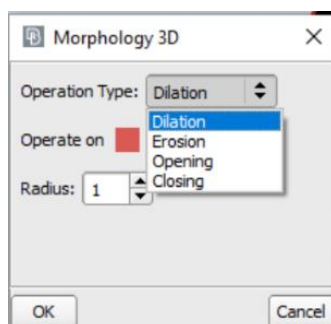 Morphology 3D
Operation Type: Dilation
Dilation
Operate on
Erosion
Opening
Radius: 1
Closing
OK Cancel